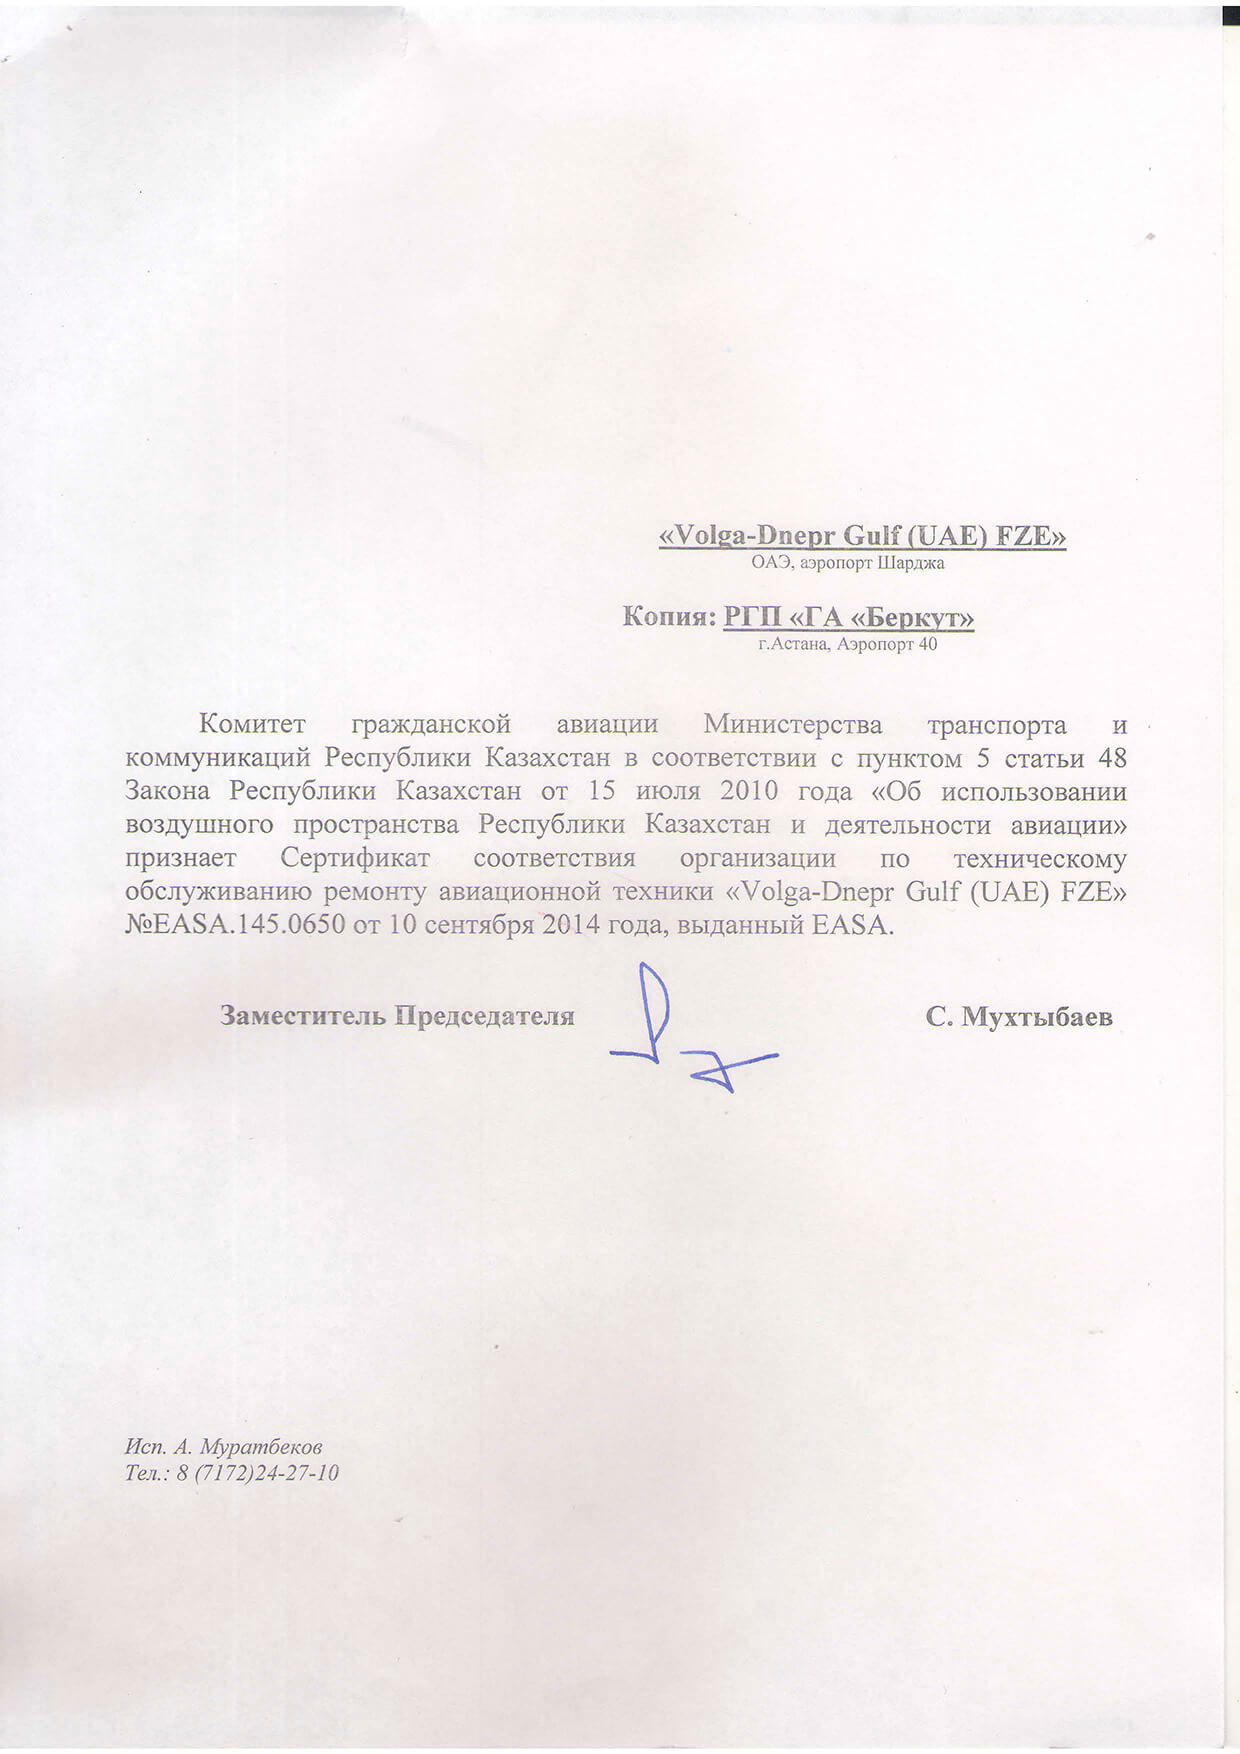 «Volga-Dnepr Gulf (UAE) FZE»
ОАЭ, аэропорт Шарджа
Копия: РГП «ГА «Беркут»
г.Астана, Аэропорт 40
Комитет гражданской авиации Министерства транспорта и
коммуникаций Республики Казахстан в соответствии с пунктом 5 статьи 48
Закона Республики Казахстан от 15 июля 2010 года «Об использовании
воздушного пространства Республики Казахстан и деятельности авиации»
признает Сертификат соответствия организации по техническому
обслуживанию ремонту авиационной техники «Volga-Dnepr Gulf (UAE) FZE»
№EASA.145.0650 от 10 сентября 2014 года, выданный EASA.
Заместитель Председателя С. Мухтыбаев
Исп. А. Муратбеков
Тел.: 8 (7172)24-27-10